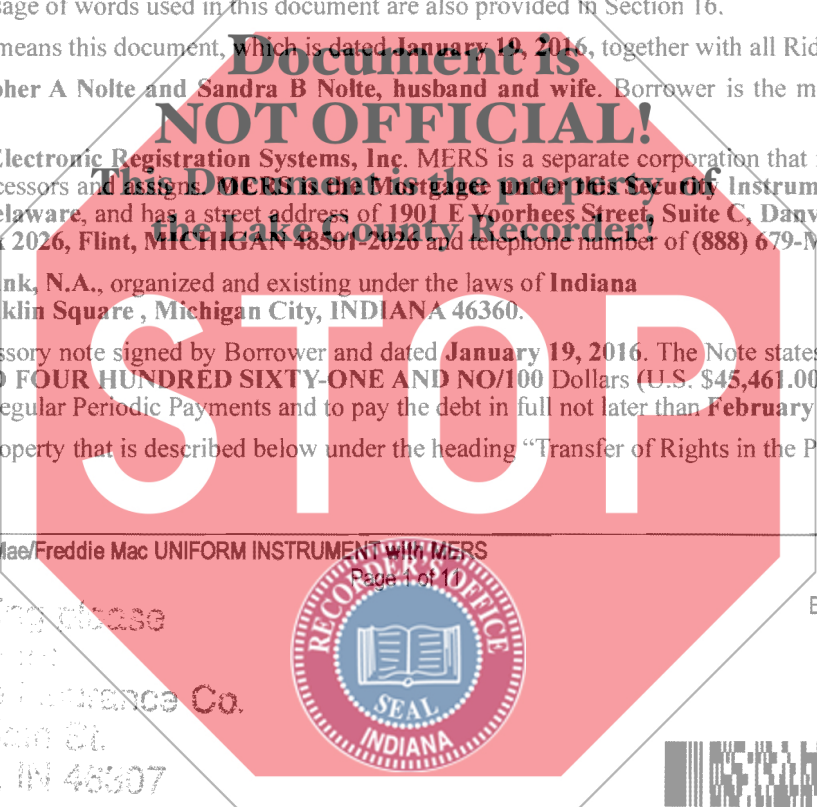 sage of words used in this document are also provided in Section 16.
means this document, which is dated January 19, 2016, together with all Rid
Document is
pher A Nolte and Sandra B Nolte, husband and wife. Borrower is the m
NOT OFFICIAL!
Electronic Registration Systems, Inc. MERS is a separate corporation that
cessors and assigns. MERS is the Mortgagee under this Security Instrum
This Document is the property of
elaware, and has a street address of 1901 E Voorhees Street, Suite C, Danv
the Lake County Recorder!
x 2026, Flint, MICHIGAN 48501-2026 and telephone number of (888) 679-M
nk, N.A., organized and existing under the laws of Indiana
klin Square , Michigan City, INDIANA 46360.
STOP
ssory note signed by Borrower and dated January 19, 2016. The Note states
D FOUR HUNDRED SIXTY-ONE AND NO/100 Dollars (U.S. $45,461.00
egular Periodic Payments and to pay the debt in full not later than February
operty that is described below under the heading “Transfer of Rights in the P
Mae/Freddie Mac UNIFORM INSTRUMENT with MERS
Page 1 of 11
RECORDER'S OFFICE
SEAL
INDIANA
ing please
Insurance Co.
St.
IN 46307